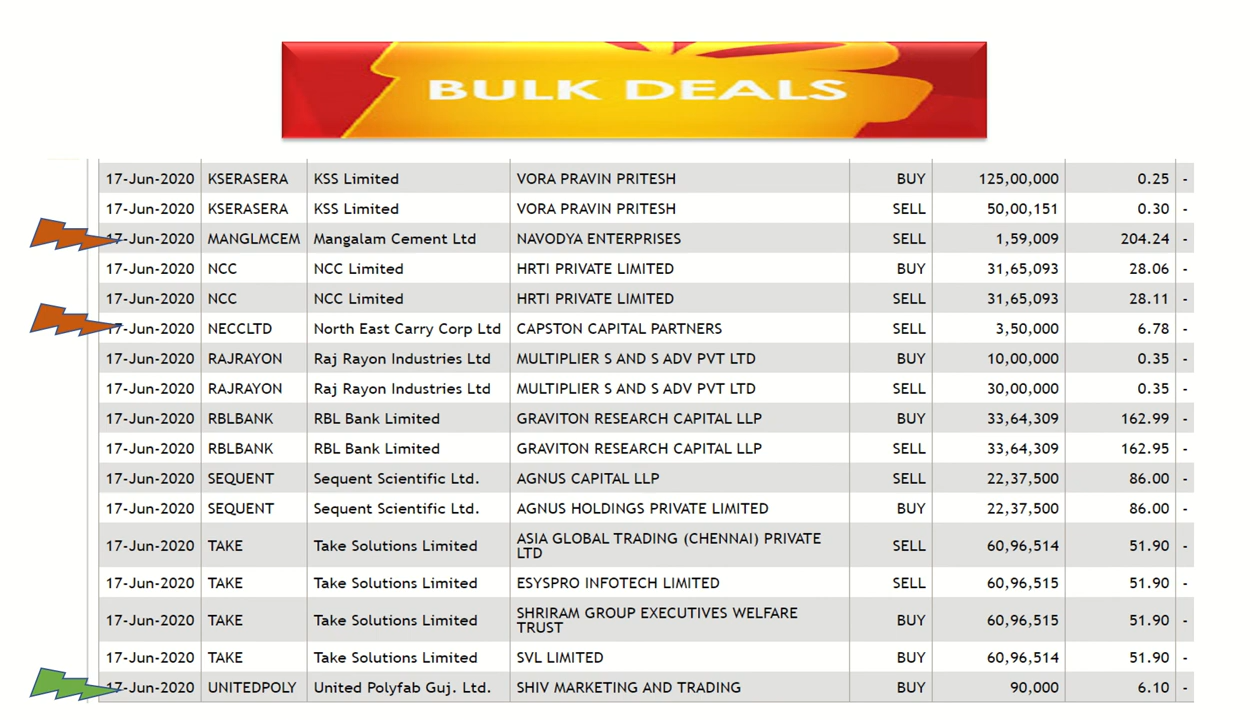 BULK DEALS
17-Jun-2020 KSERASERA KSS Limited VORA PRAVIN PRITESH BUY 125,00,000 0.25 -
17-Jun-2020 KSERASERA KSS Limited VORA PRAVIN PRITESH SELL 50,00,151 0.30 -
17-Jun-2020 MANGLMCEM Mangalam Cement Ltd NAVODYA ENTERPRISES SELL 1,59,009 204.24 -
17-Jun-2020 NCC NCC Limited HRTI PRIVATE LIMITED BUY 31,65,093 28.06 -
17-Jun-2020 NCC NCC Limited HRTI PRIVATE LIMITED SELL 31,65,093 28.11 -
17-Jun-2020 NECCLTD North East Carry Corp Ltd CAPSTON CAPITAL PARTNERS SELL 3,50,000 6.78 -
17-Jun-2020 RAJRAYON Raj Rayon Industries Ltd MULTIPLIER S AND S ADV PVT LTD BUY 10,00,000 0.35 -
17-Jun-2020 RAJRAYON Raj Rayon Industries Ltd MULTIPLIER S AND S ADV PVT LTD SELL 30,00,000 0.35 -
17-Jun-2020 RBLBANK RBL Bank Limited GRAVITON RESEARCH CAPITAL LLP BUY 33,64,309 162.99 -
17-Jun-2020 RBLBANK RBL Bank Limited GRAVITON RESEARCH CAPITAL LLP SELL 33,64,309 162.95 -
17-Jun-2020 SEQUENT Sequent Scientific Ltd. AGNUS CAPITAL LLP SELL 22,37,500 86.00 -
17-Jun-2020 SEQUENT Sequent Scientific Ltd. AGNUS HOLDINGS PRIVATE LIMITED BUY 22,37,500 86.00 -
17-Jun-2020 TAKE Take Solutions Limited ASIA GLOBAL TRADING (CHENNAI) PRIVATE
LTD SELL 60,96,514 51.90 -
17-Jun-2020 TAKE Take Solutions Limited ESYSPRO INFOTECH LIMITED SELL 60,96,515 51.90 -
17-Jun-2020 TAKE Take Solutions Limited SHRIRAM GROUP EXECUTIVES WELFARE
TRUST BUY 60,96,515 51.90 -
17-Jun-2020 TAKE Take Solutions Limited SVL LIMITED BUY 60,96,514 51.90 -
17-Jun-2020 UNITEDPOLY United Polyfab Guj. Ltd. SHIV MARKETING AND TRADING BUY 90,000 6.10 -